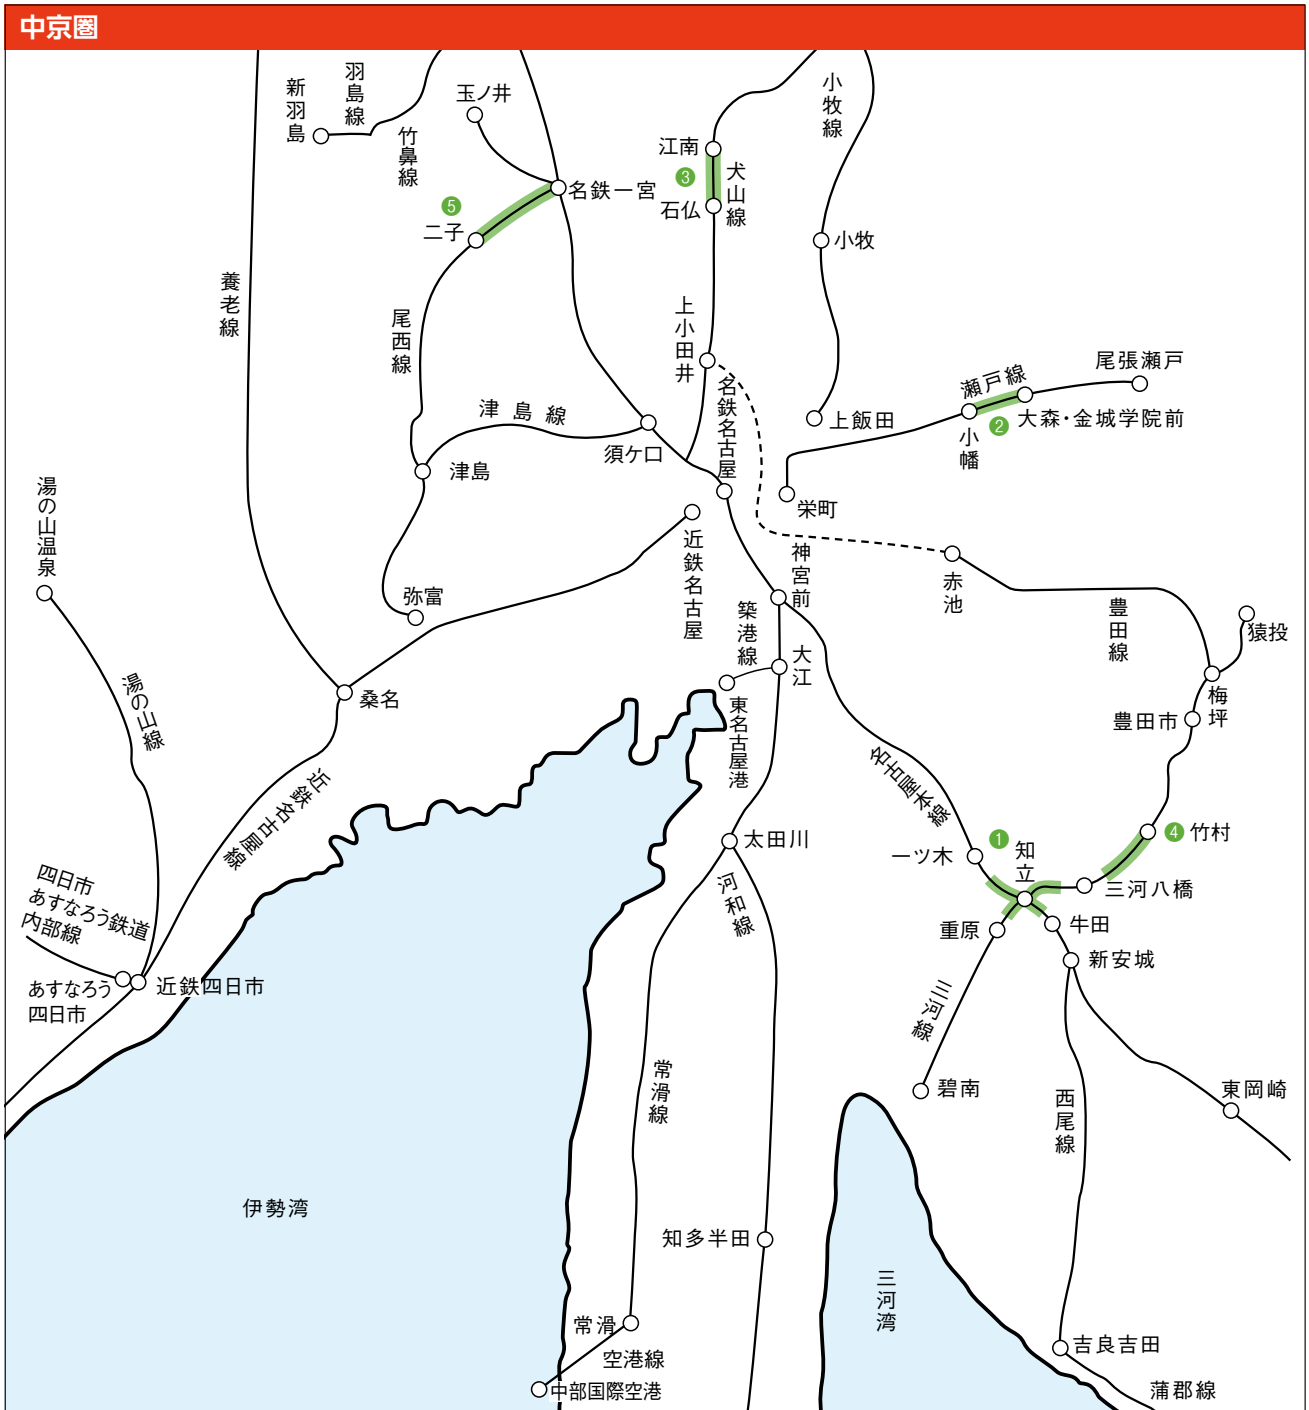 中京圏
新羽島
羽島線
竹鼻線
玉ノ井
名鉄一宮
5
二子
江南
3
石仏
犬山線
小牧線
小牧
養老線
尾西線
上小田井
名鉄名古屋
津島線
須ケ口
津島
上飯田
瀬戸線
尾張瀬戸
小幡
2
大森・金城学院前
栄町
湯の山温泉
近鉄名古屋
神宮前
赤池
豊田線
猿投
弥富
築港線
大江
梅坪
豊田市
桑名
湯の山線
東名古屋港
名古屋本線
近鉄名古屋線
太田川
一ツ木
1
知立
4
竹村
三河八橋
河和線
重原
牛田
新安城
四日市
あすなろう鉄道
内部線
あすなろう
四日市
近鉄四日市
三河線
碧南
常滑線
西尾線
東岡崎
伊勢湾
知多半田
三河湾
常滑
空港線
中部国際空港
吉良吉田
蒲郡線